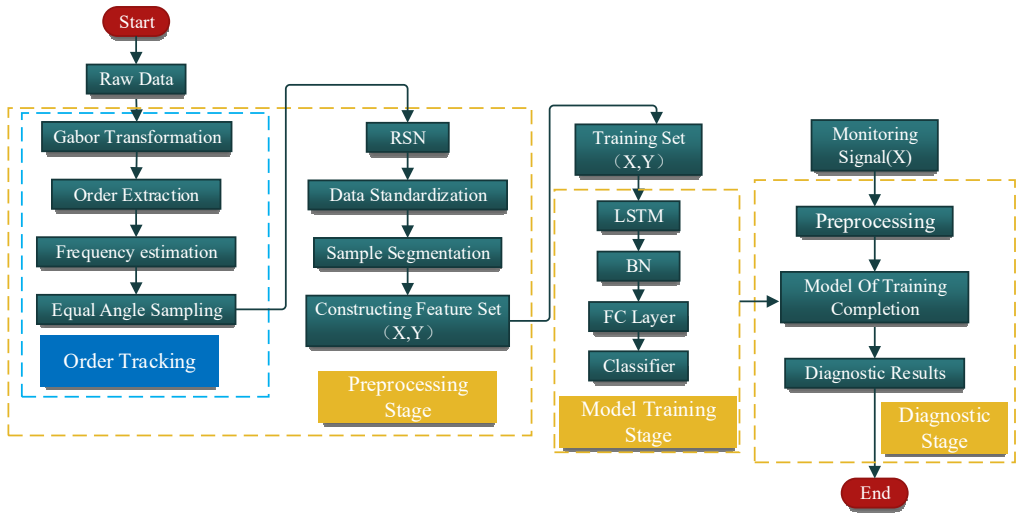 Start
Raw Data
Gabor Transformation
Order Extraction
Frequency estimation
Equal Angle Sampling
Order Tracking
RSN
Data Standardization
Sample Segmentation
Constructing Feature Set
（X,Y）
Preprocessing
Stage
Training Set
（X,Y）
LSTM
BN
FC Layer
Classifier
Model Training
Stage
Monitoring
Signal(X)
Preprocessing
Model Of Training
Completion
Diagnostic Results
Diagnostic
Stage
End